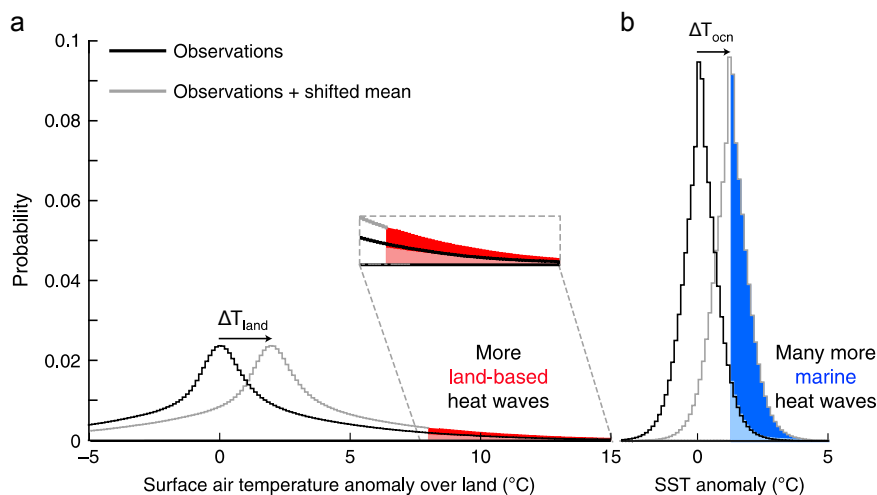 a
b
0.1
0.08
0.06
0.04
0.02
0
Probability
Observations
Observations + shifted mean
ΔT_land
More
land-based
heat waves
–5
0
5
10
15
Surface air temperature anomaly over land (°C)
ΔT_ocn
Many more
marine
heat waves
0
5
SST anomaly (°C)